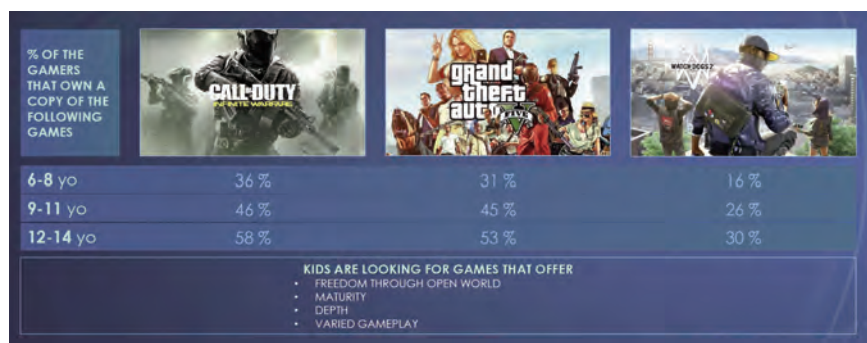 % OF THE
GAMERS
THAT OWN A
COPY OF THE
FOLLOWING
GAMES
CALL OF DUTY
INFINITE WARFARE
grand
theft
auto V
FIVE
WATCH DOGS 2
6-8 yo 36 % 31 % 16 %
9-11 yo 46 % 45 % 26 %
12-14 yo 58 % 53 % 30 %
KIDS ARE LOOKING FOR GAMES THAT OFFER
• FREEDOM THROUGH OPEN WORLD
• MATURITY
• DEPTH
• VARIED GAMEPLAY